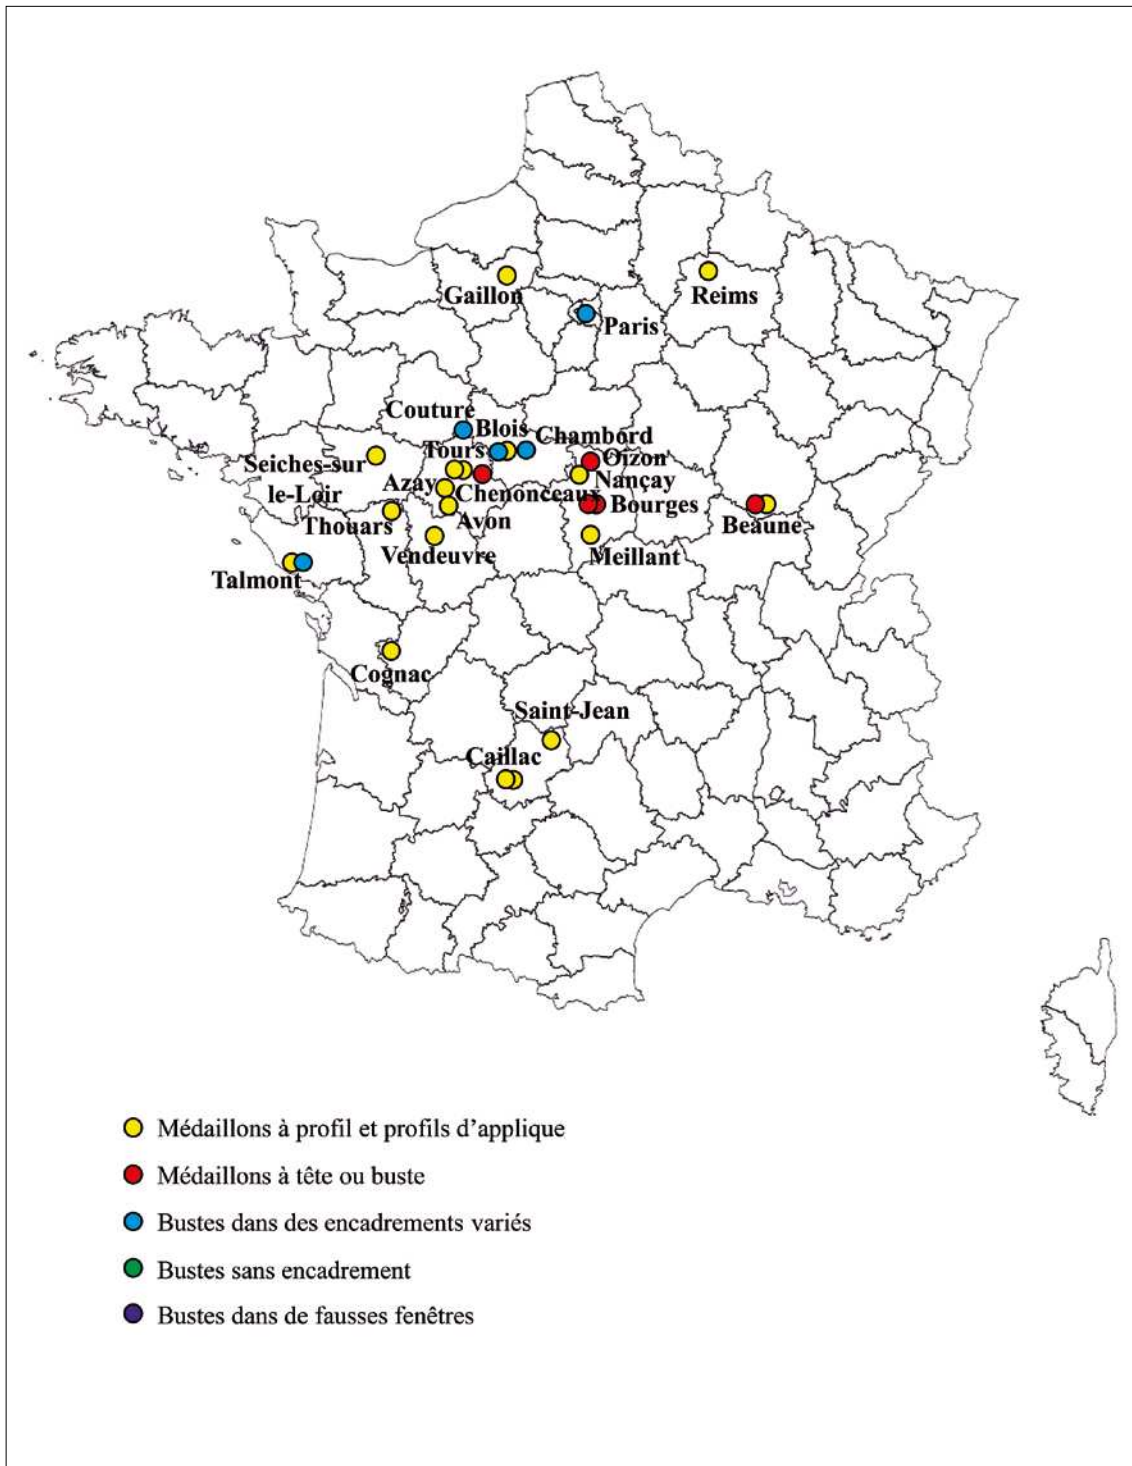 Gaillon
Reims
Paris
Couture
Blois
Chambord
Tours
Oizon
Seiches-sur
le-Loir
Azay
Nançay
Chenonceaux
Bourges
Thouars
Avon
Beaune
Vendeuvre
Meillant
Talmont
Cognac
Saint-Jean
Caillac
Médaillons à profil et profils d'applique
Médaillons à tête ou buste
Bustes dans des encadrements variés
Bustes sans encadrement
Bustes dans de fausses fenêtres